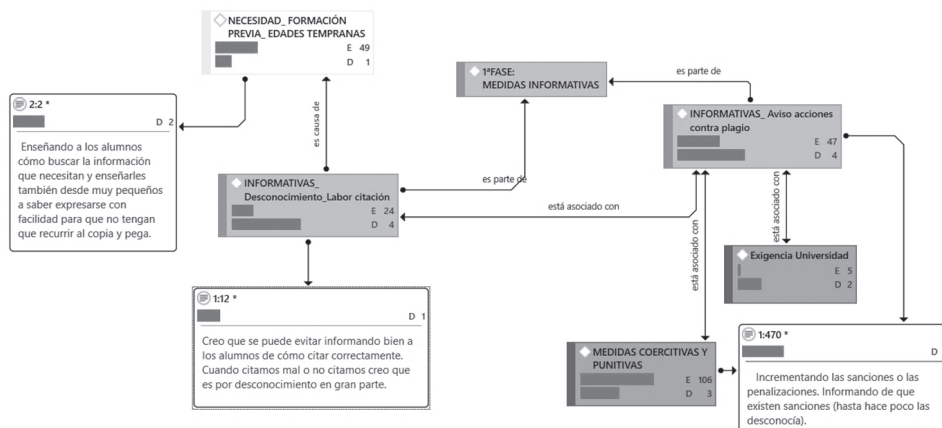 NECESIDAD_ FORMACIÓN
PREVIA_ EDADES TEMPRANAS
E 49
D 1
1ªFASE:
MEDIDAS INFORMATIVAS
es parte de
2:2 *
D 2
Enseñando a los alumnos
cómo buscar la información
que necesitan y enseñarles
también desde muy pequeños
a saber expresarse con
facilidad para que no tengan
que recurrir al copia y pega.
es causa de
INFORMATIVAS_ Aviso acciones
contra plagio
E 47
D 4
INFORMATIVAS_
Desconocimiento_Labor citación
E 24
D 4
es parte de
está asociado con
está asociado con
está asociado con
Exigencia Universidad
E 5
D 2
1:12 *
D 1
Creo que se puede evitar informando bien a
los alumnos de cómo citar correctamente.
Cuando citamos mal o no citamos creo que
es por desconocimiento en gran parte.
MEDIDAS COERCITIVAS Y
PUNITIVAS
E 106
D 3
1:470 *
D
Incrementando las sanciones o las
penalizaciones. Informando de que
existen sanciones (hasta hace poco las
desconocía).